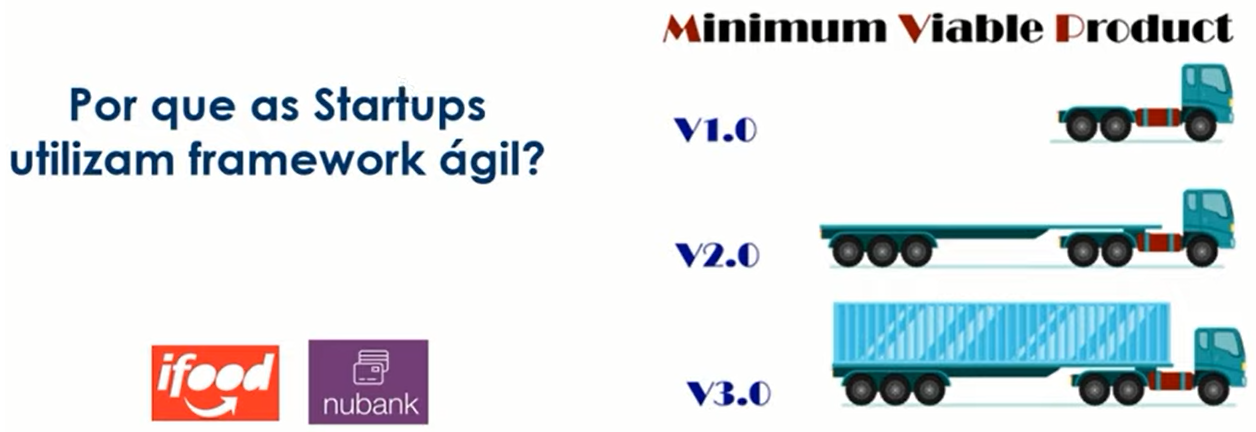 Minimum Viable Product
Por que as Startups
utilizam framework ágil?
V1.0
V2.0
V3.0
ifood
nubank